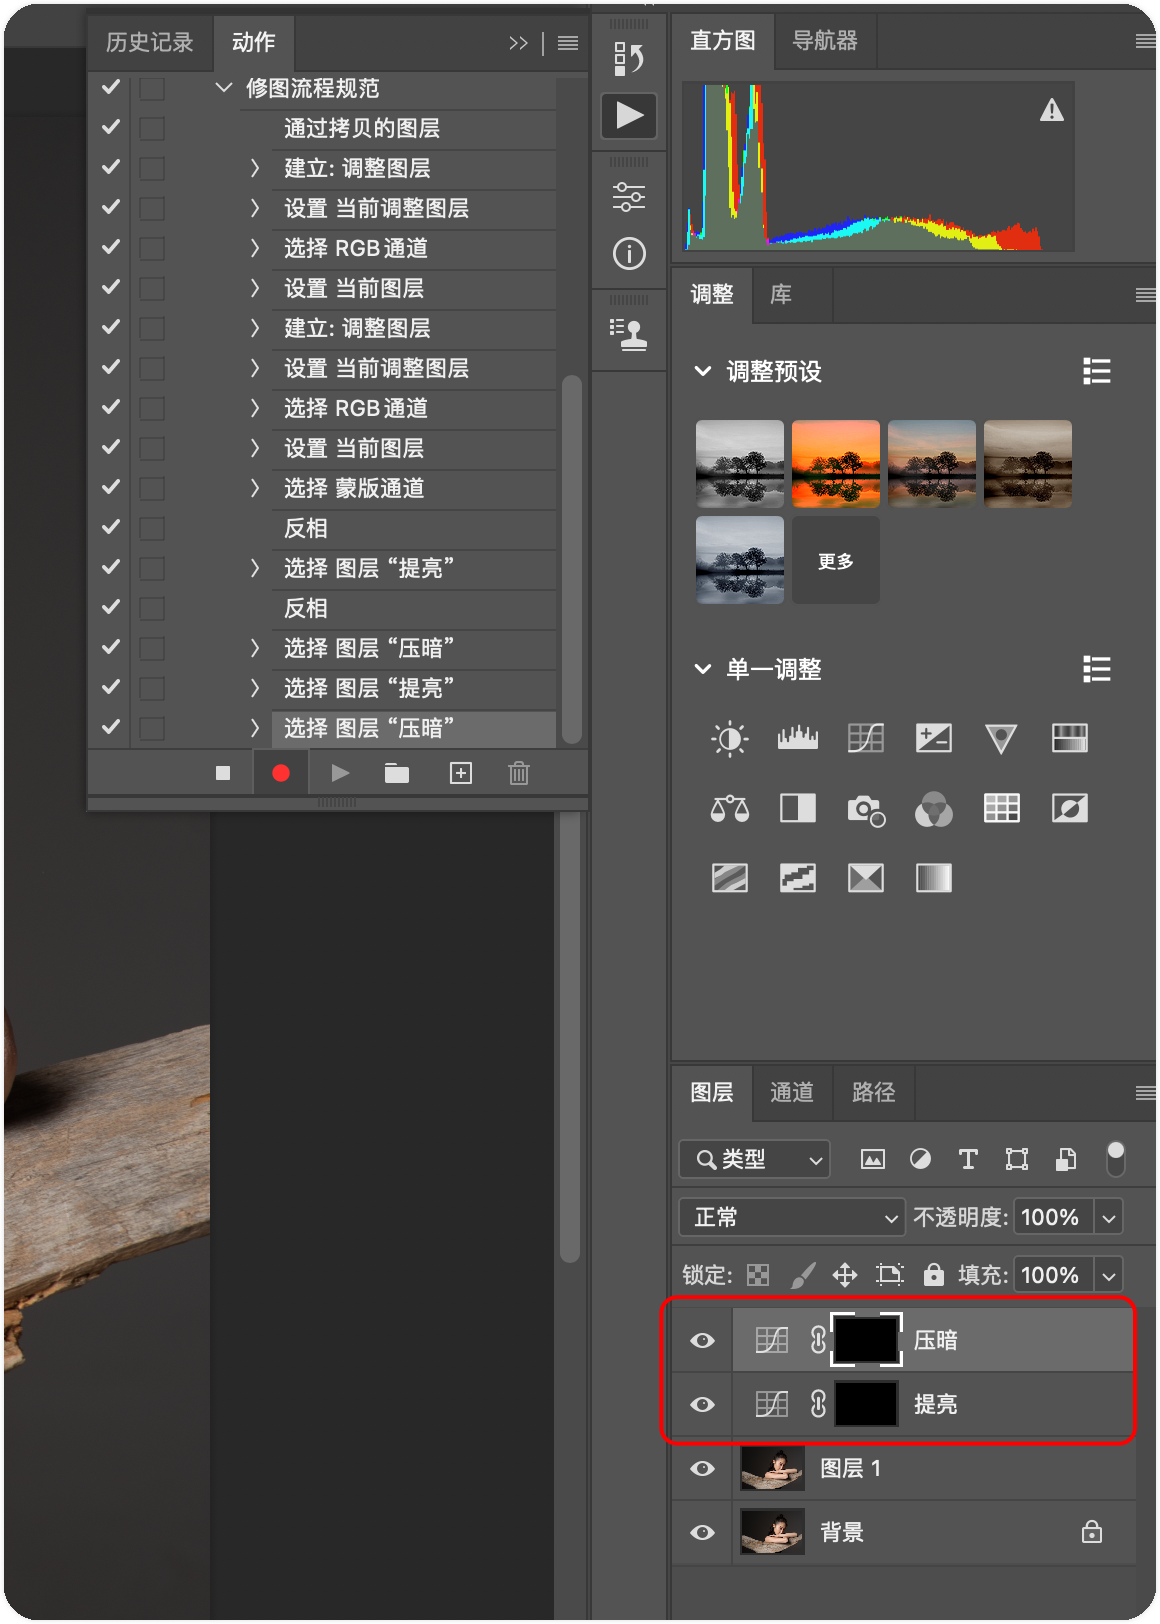 历史记录
动作
修图流程规范
通过拷贝的图层
建立: 调整图层
设置 当前调整图层
选择 RGB 通道
设置 当前图层
建立: 调整图层
设置 当前调整图层
选择 RGB 通道
设置 当前图层
选择 蒙版通道
反相
选择 图层 “提亮”
反相
选择 图层 “压暗”
选择 图层 “提亮”
选择 图层 “压暗”
直方图
导航器
调整
库
调整预设
更多
单一调整
图层
通道
路径
类型
正常
不透明度: 100%
锁定:
填充: 100%
压暗
提亮
图层 1
背景